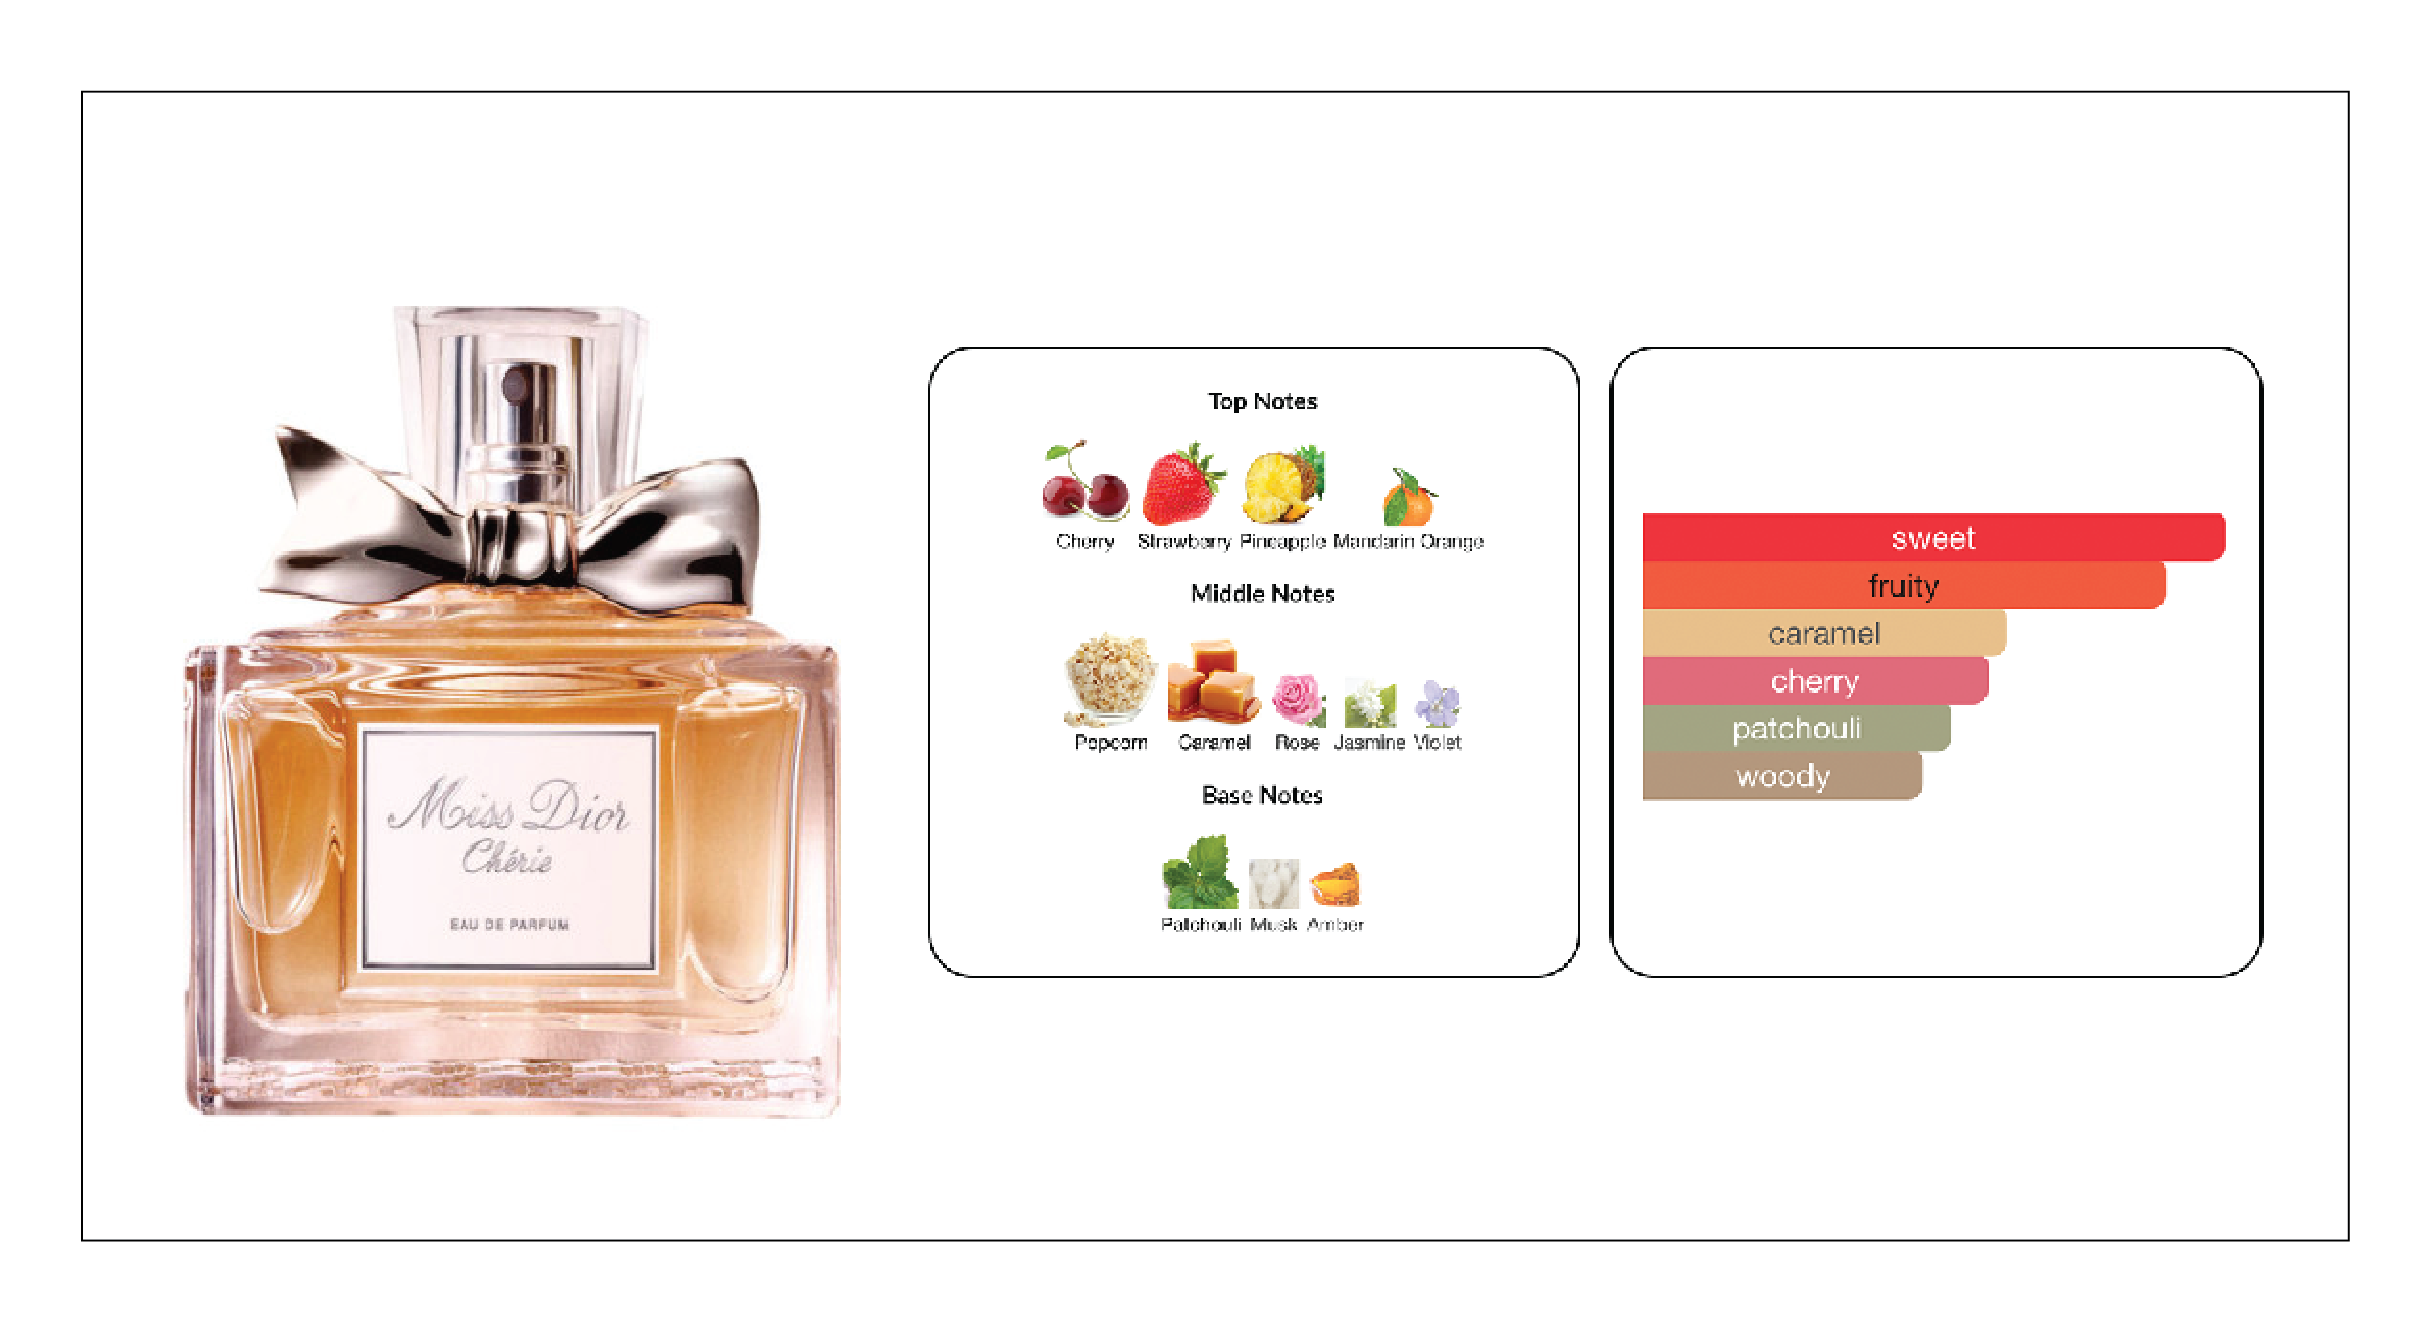 Miss Dior
Chérie
EAU DE PARFUM
Top Notes
Cherry Strawberry Pineapple Mandarin Orange
Middle Notes
Popcorn Caramel Rose Jasmine Violet
Base Notes
Patchouli Musk Amber
sweet
fruity
caramel
cherry
patchouli
woody